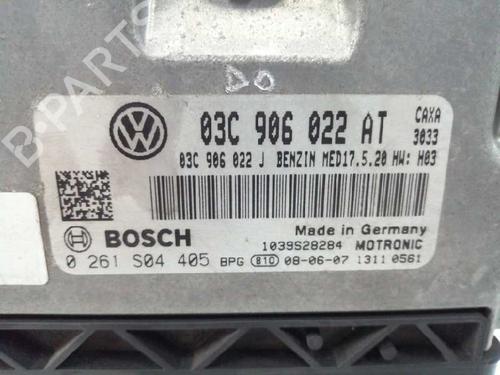 B-PARTS
DO
03C 906 022 AT
CAXA
3033
03C 906 022 J BENZIN MED17.5.20 HW: H03
Made in Germany
BOSCH
1039S28284 MOTRONIC
0 261 S04 405 BPG 810 08-06-07 1311 0561